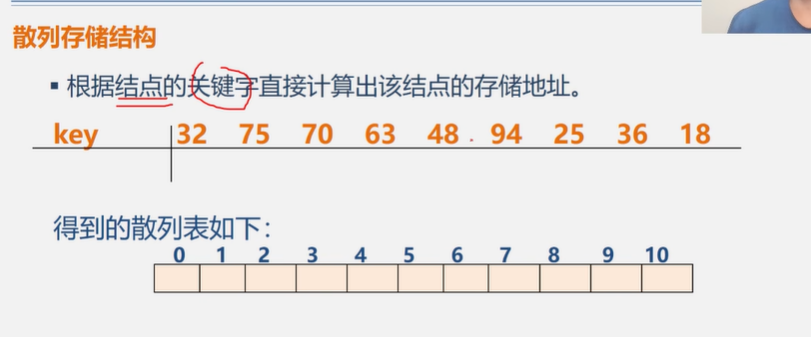 散列存储结构
▪ 根据结点的关键字直接计算出该结点的存储地址。
key 32 75 70 63 48 94 25 36 18
得到的散列表如下：
0 1 2 3 4 5 6 7 8 9 10